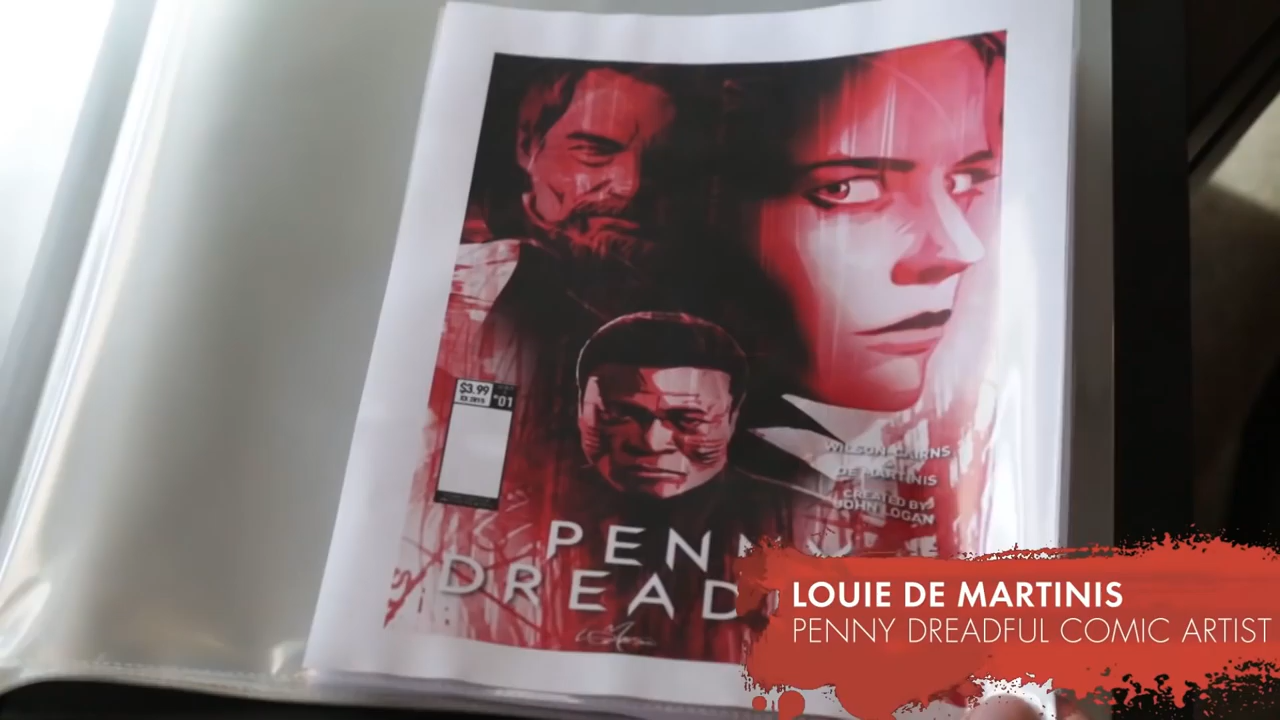 $3.99
#01
WILSON CAIRNS
DE MARTINIS
CREATED BY
JOHN LOGAN
PENNY
DREAD
LOUIE DE MARTINIS
PENNY DREADFUL COMIC ARTIST